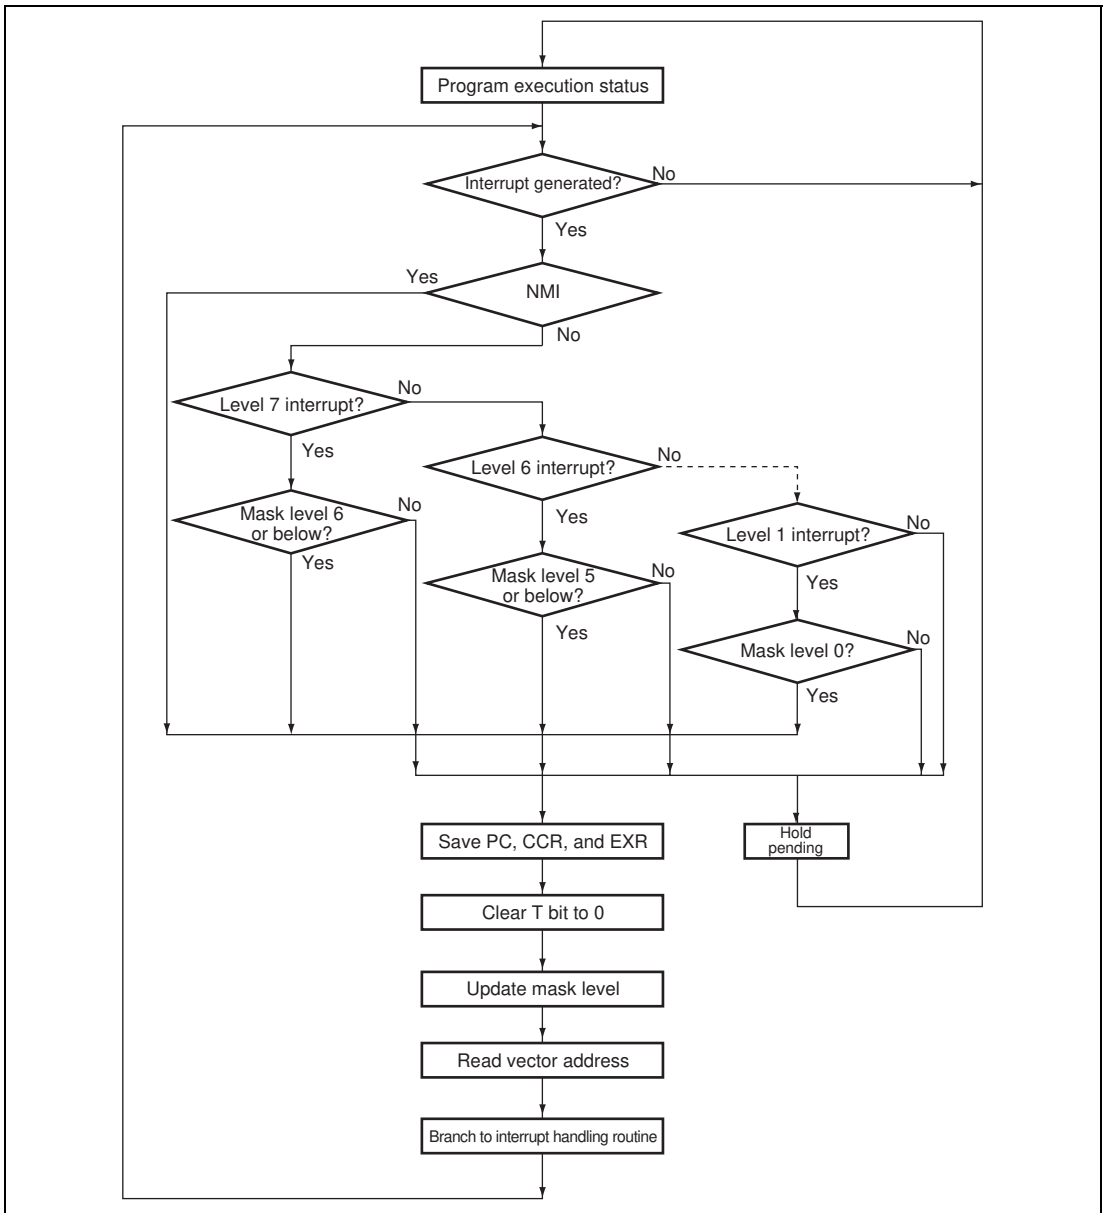 Program execution status
Interrupt generated?
No
Yes
Yes
NMI
No
Level 7 interrupt?
No
Yes
Level 6 interrupt?
No
Yes
Mask level 6
or below?
No
Yes
Level 1 interrupt?
No
Yes
Mask level 5
or below?
No
Yes
Mask level 0?
No
Yes
Save PC, CCR, and EXR
Hold
pending
Clear T bit to 0
Update mask level
Read vector address
Branch to interrupt handling routine